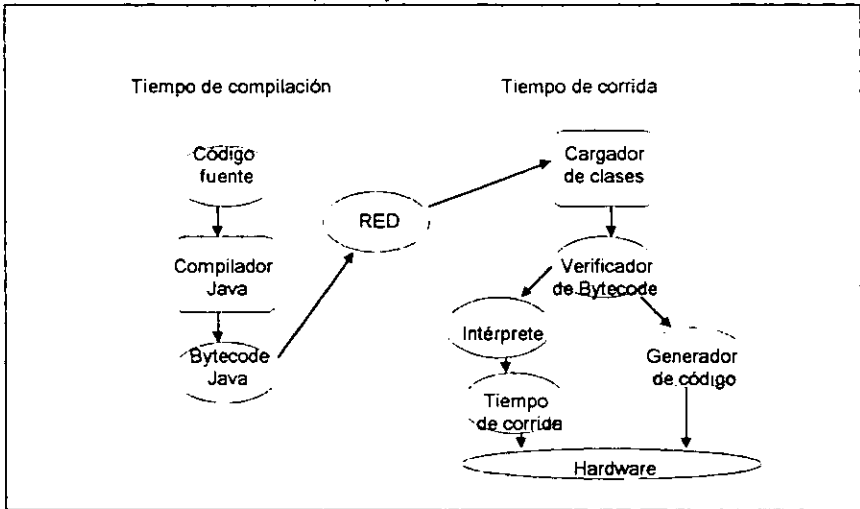 Tiempo de compilación
Tiempo de corrida
Código
fuente
Compilador
Java
Bytecode
Java
RED
Cargador
de clases
Verificador
de Bytecode
Intérprete
Tiempo
de corrida
Generador
de código
Hardware